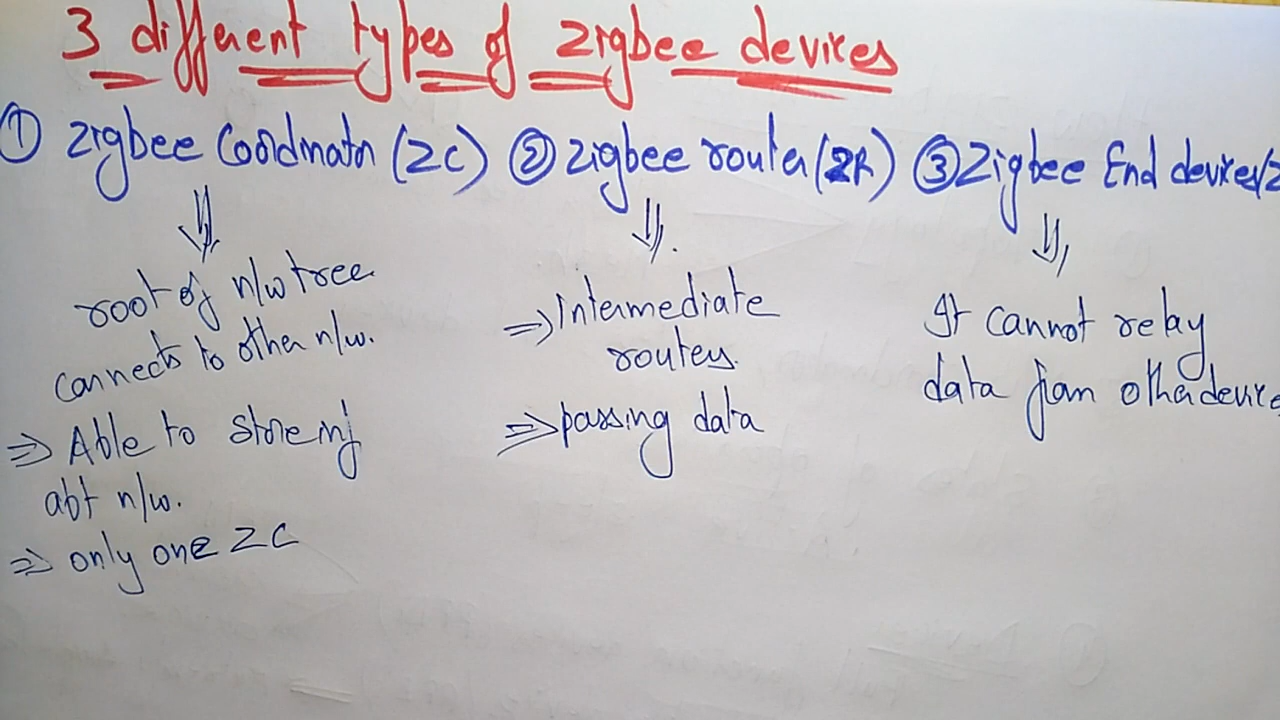 3 different types of zigbee devices
① zigbee Coordinator (ZC) ② zigbee router (ZR) ③ Zigbee End devices(Z
root of n/w tree
connects to other n/w.
⇒ Able to store inf
abt n/w.
⇒ only one ZC
⇒ Intermediate
routers.
⇒ passing data
It cannot relay
data from other device